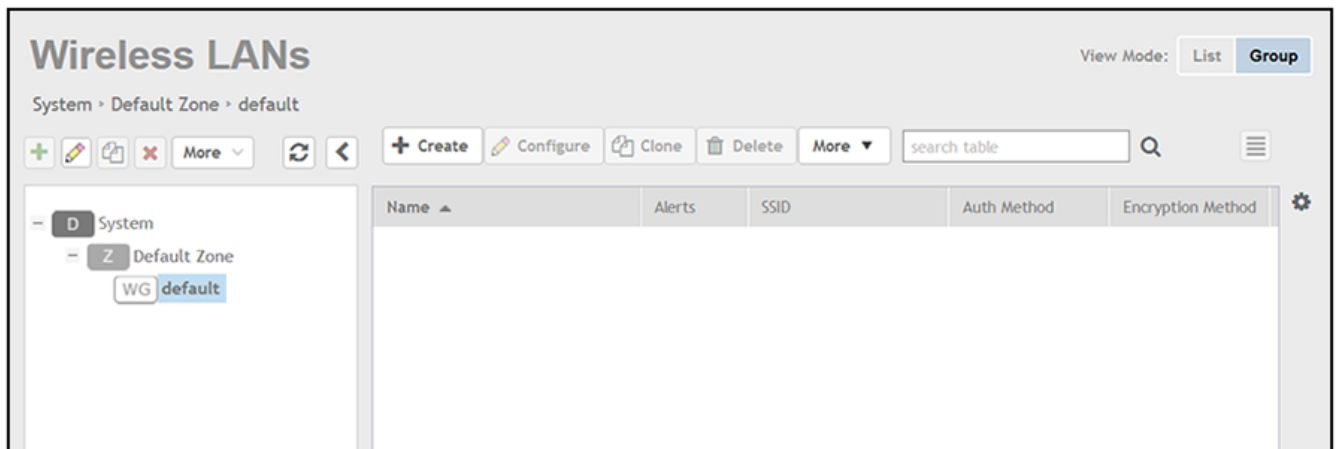 Wireless LANs
View Mode: List Group
System › Default Zone › default
More
Create Configure Clone Delete More ▼ search table
Name ▲ Alerts SSID Auth Method Encryption Method
D System
Z Default Zone
WG default